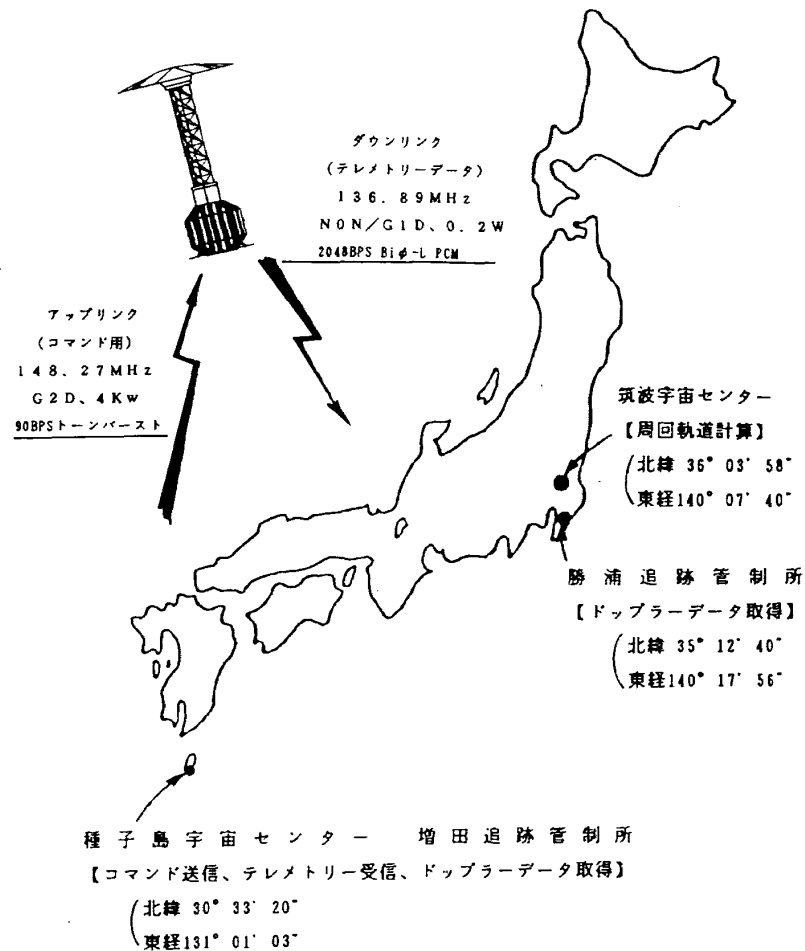 ダウンリンク
(テレメトリーデータ)
136.89MHz
N0N/G1D、0.2W
2048BPS Biφ-L PCM
アップリンク
(コマンド用)
148.27MHz
G2D、4Kw
90BPSトーンバースト
筑波宇宙センター
【周回軌道計算】
北緯 36° 03' 58"
東経140° 07' 40"
勝浦追跡管制所
【ドップラーデータ取得】
北緯 35° 12' 40"
東経140° 17' 56"
種子島宇宙センター 増田追跡管制所
【コマンド送信、テレメトリー受信、ドップラーデータ取得】
北緯 30° 33' 20"
東経131° 01' 03"